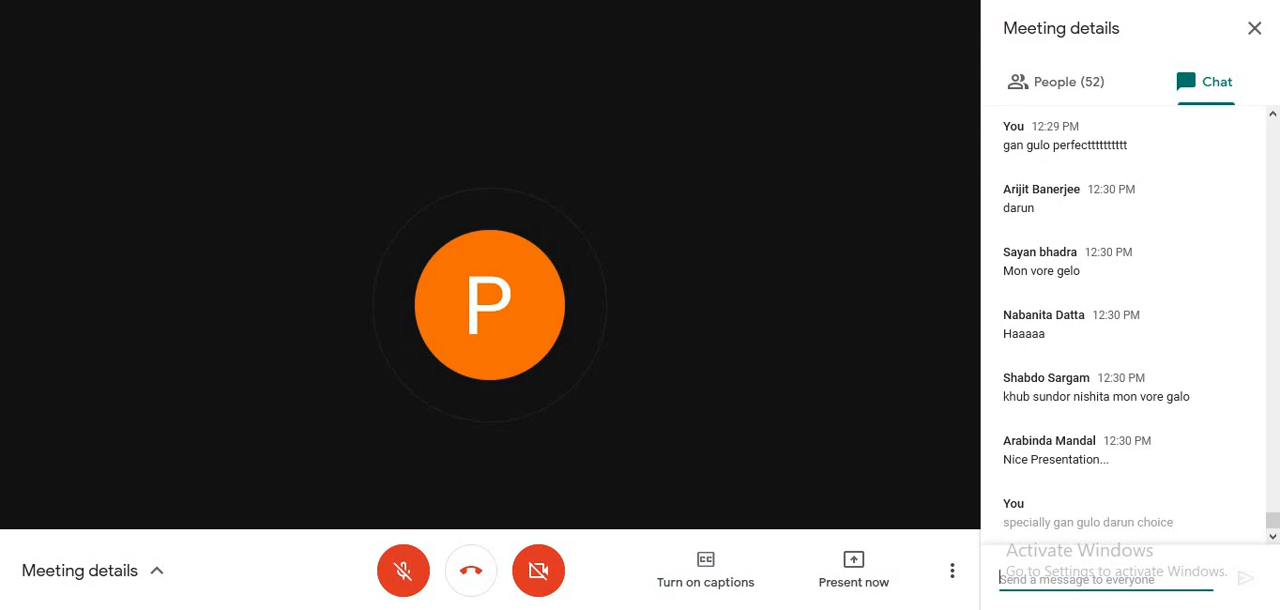 Meeting details
People (52)
Chat
You 12:29 PM
gan gulo perfectttttttttt
Arijit Banerjee 12:30 PM
darun
Sayan bhadra 12:30 PM
Mon vore gelo
Nabanita Datta 12:30 PM
Haaaaa
Shabdo Sargam 12:30 PM
khub sundor nishita mon vore galo
Arabinda Mandal 12:30 PM
Nice Presentation...
You
specially gan gulo darun choice
Activate Windows
Go to Settings to activate Windows.
Send a message to everyone
P
Meeting details
Turn on captions
Present now